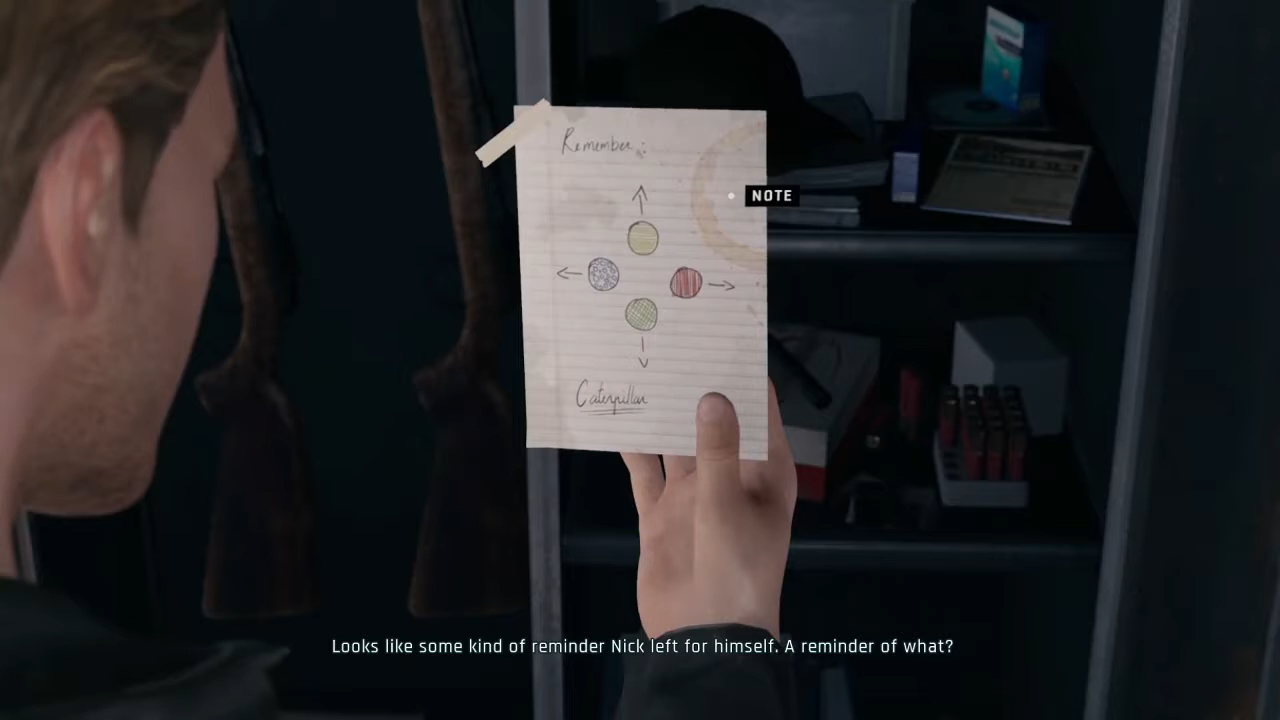 Remember:
NOTE
Caterpillar
Looks like some kind of reminder Nick left for himself. A reminder of what?